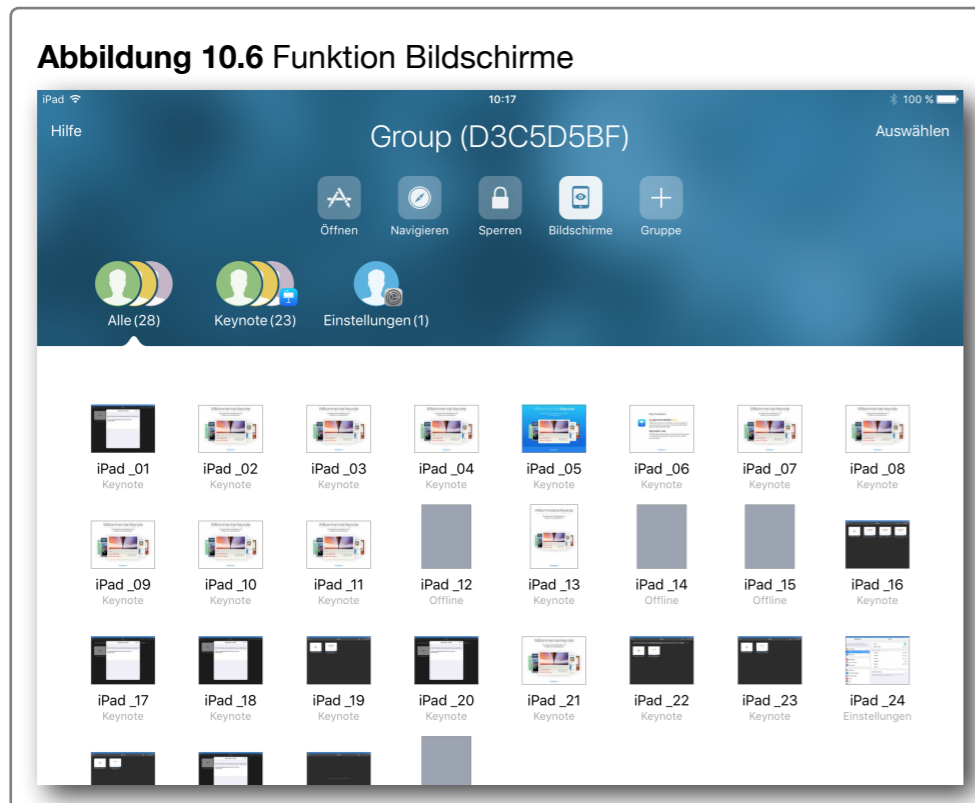 Abbildung 10.6 Funktion Bildschirme
iPad 10:17 100 %
Hilfe Group (D3C5D5BF) Auswählen
Öffnen Navigieren Sperren Bildschirme Gruppe
Alle (28) Keynote (23) Einstellungen (1)
iPad _01 iPad _02 iPad _03 iPad _04 iPad _05 iPad _06 iPad _07 iPad _08
Keynote Keynote Keynote Keynote Keynote Keynote Keynote Keynote
iPad _09 iPad _10 iPad _11 iPad _12 iPad _13 iPad _14 iPad _15 iPad _16
Keynote Keynote Keynote Offline Keynote Offline Offline Keynote
iPad _17 iPad _18 iPad _19 iPad _20 iPad _21 iPad _22 iPad _23 iPad _24
Keynote Keynote Keynote Keynote Keynote Keynote Keynote Einstellungen